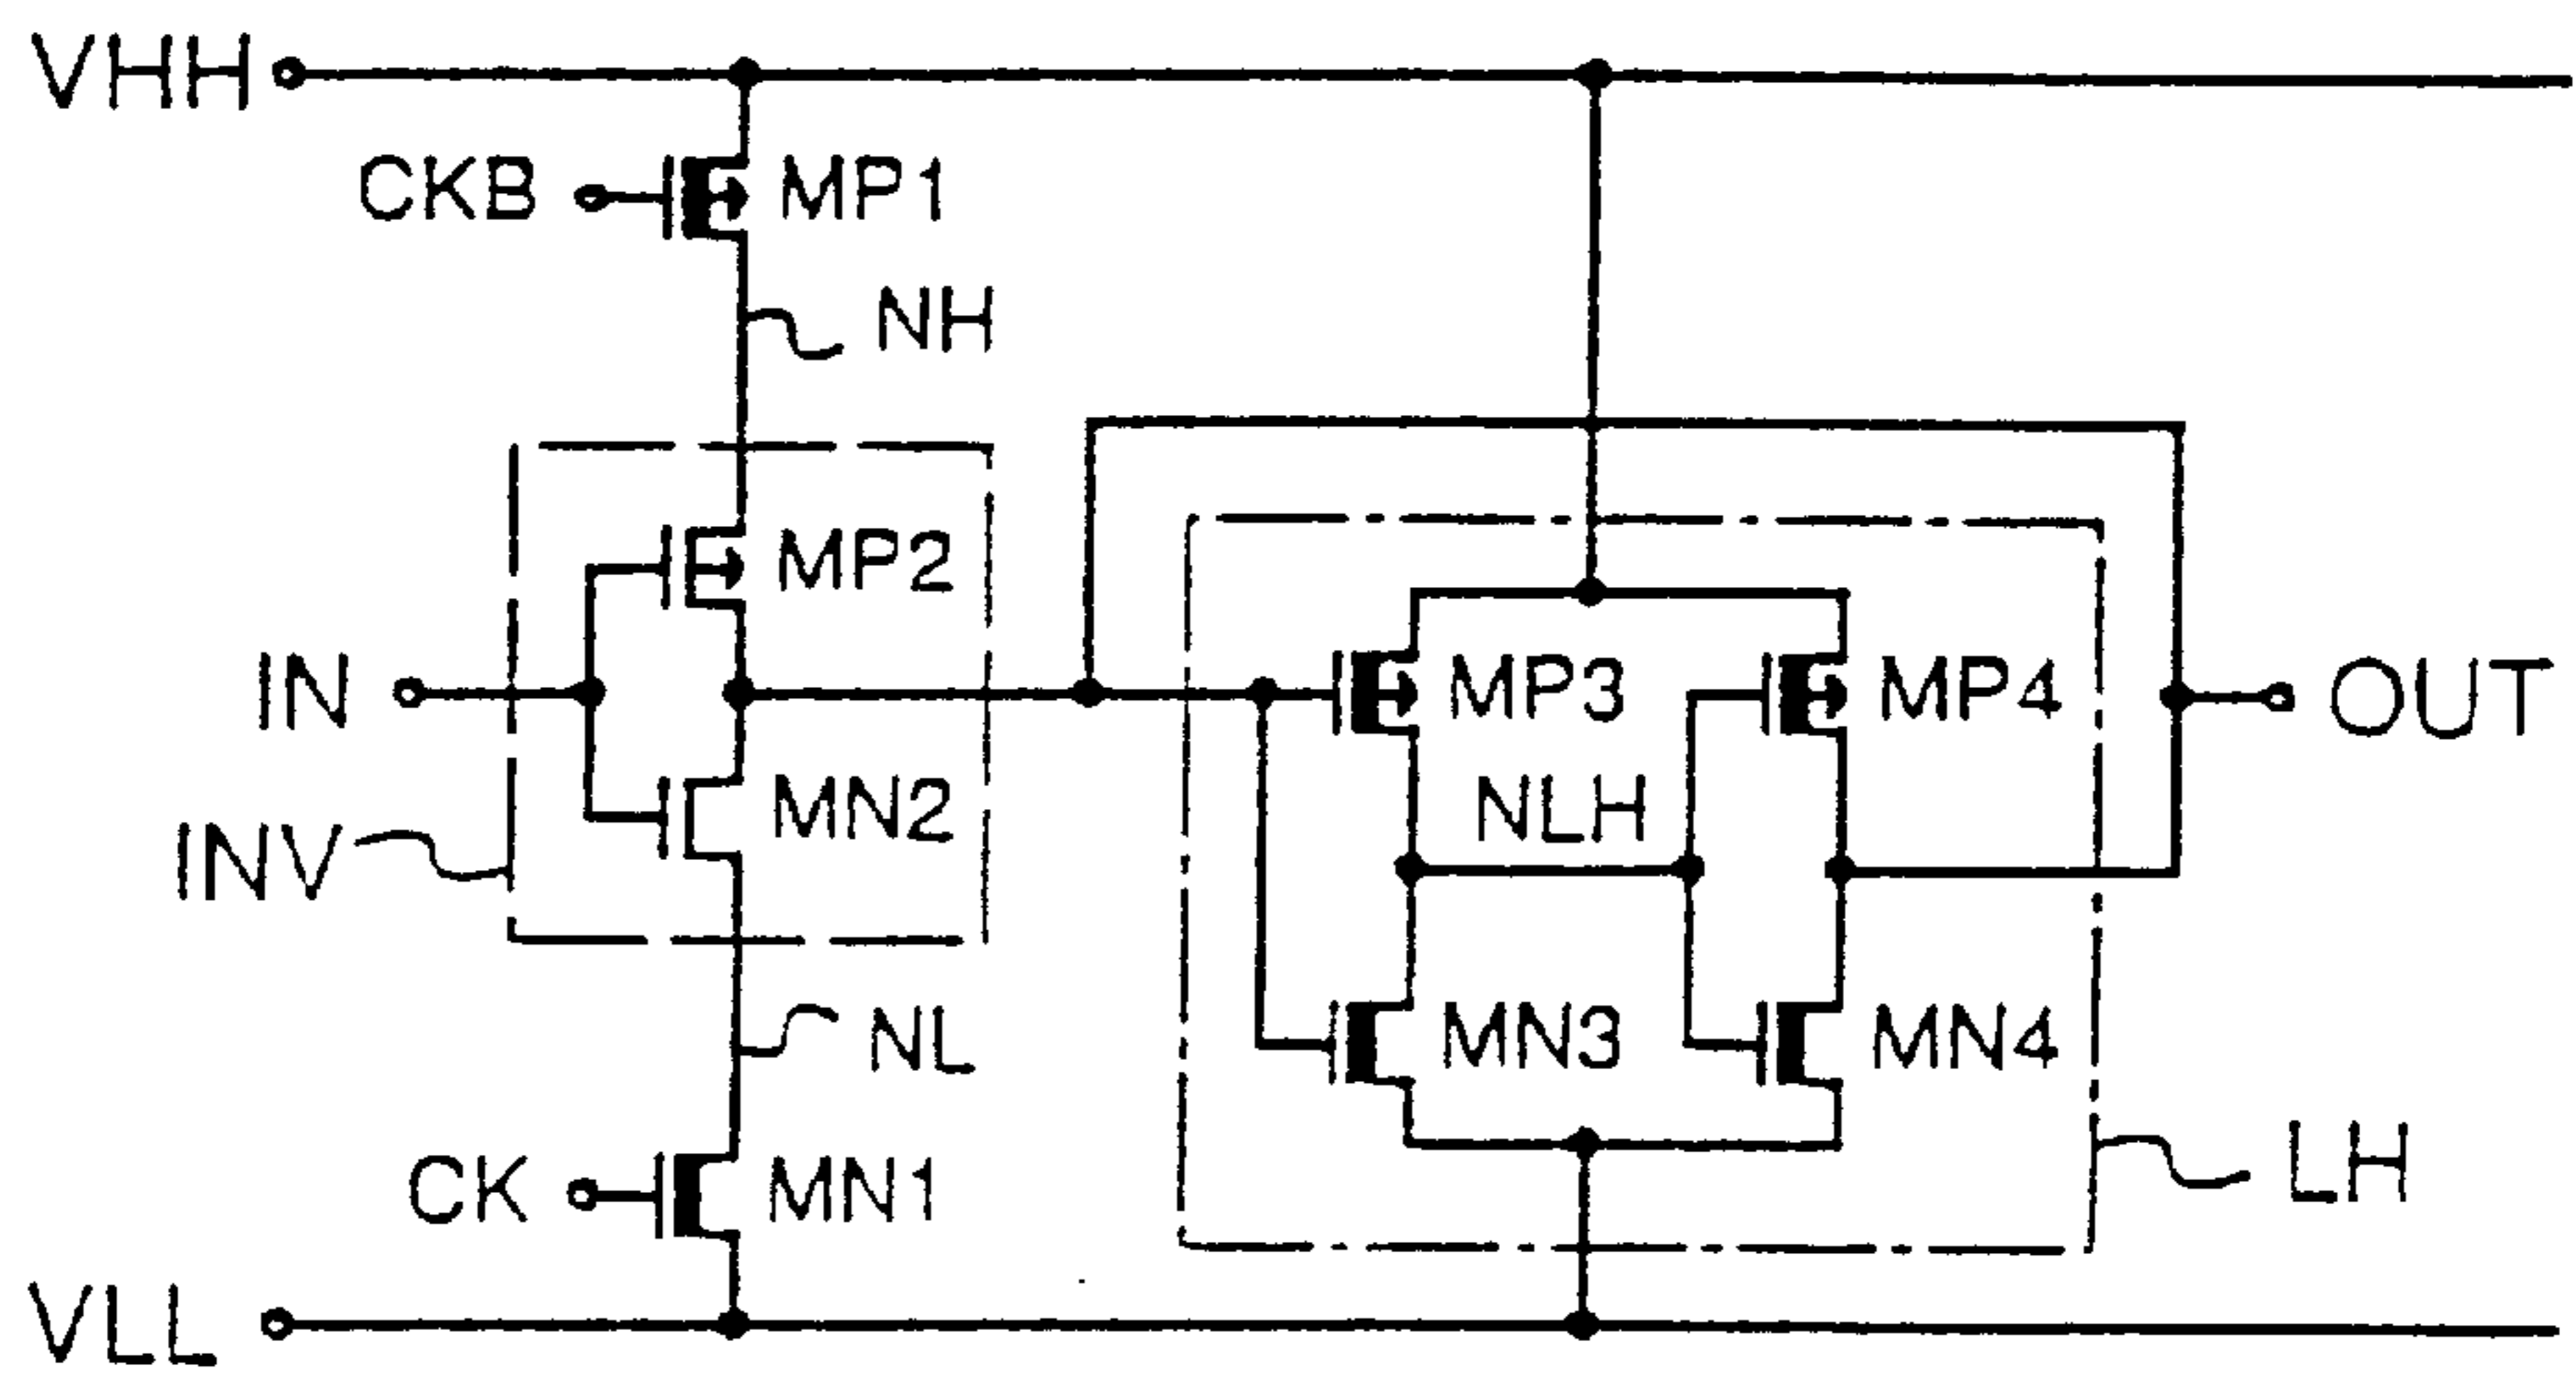 VHH
CKB
MP1
NH
MP2
IN
MP3
MP4
OUT
MN2
NLH
INV
NL
MN3
MN4
CK
MN1
LH
VLL